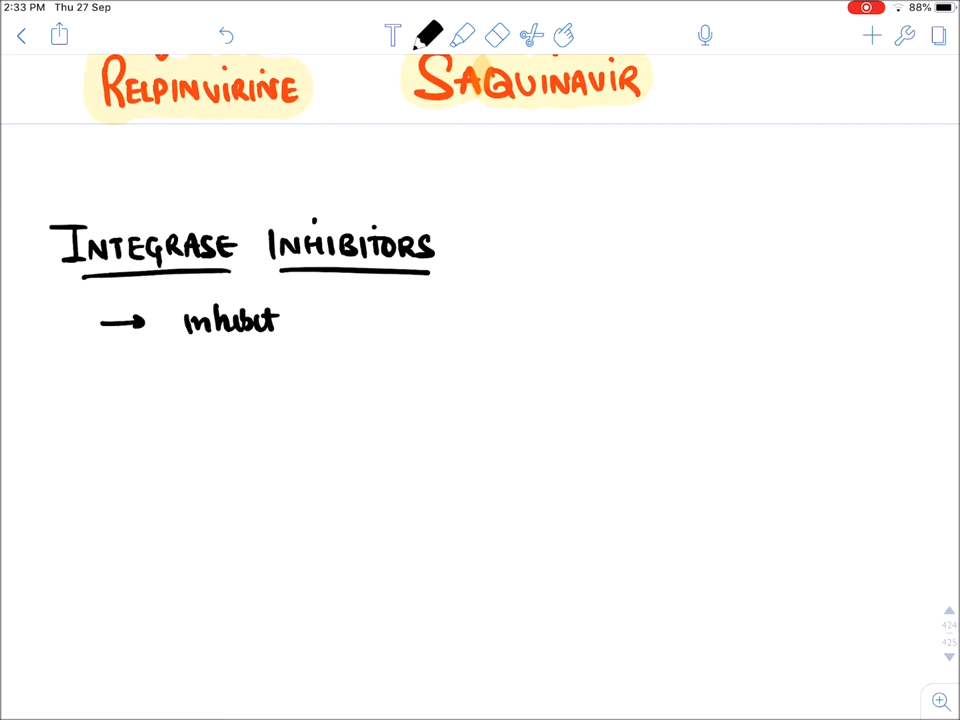 2:33 PM Thu 27 Sep 88%
T
RELPINVIRINE SAQUINAVIR
INTEGRASE INHIBITORS
→ inhibit
424
425